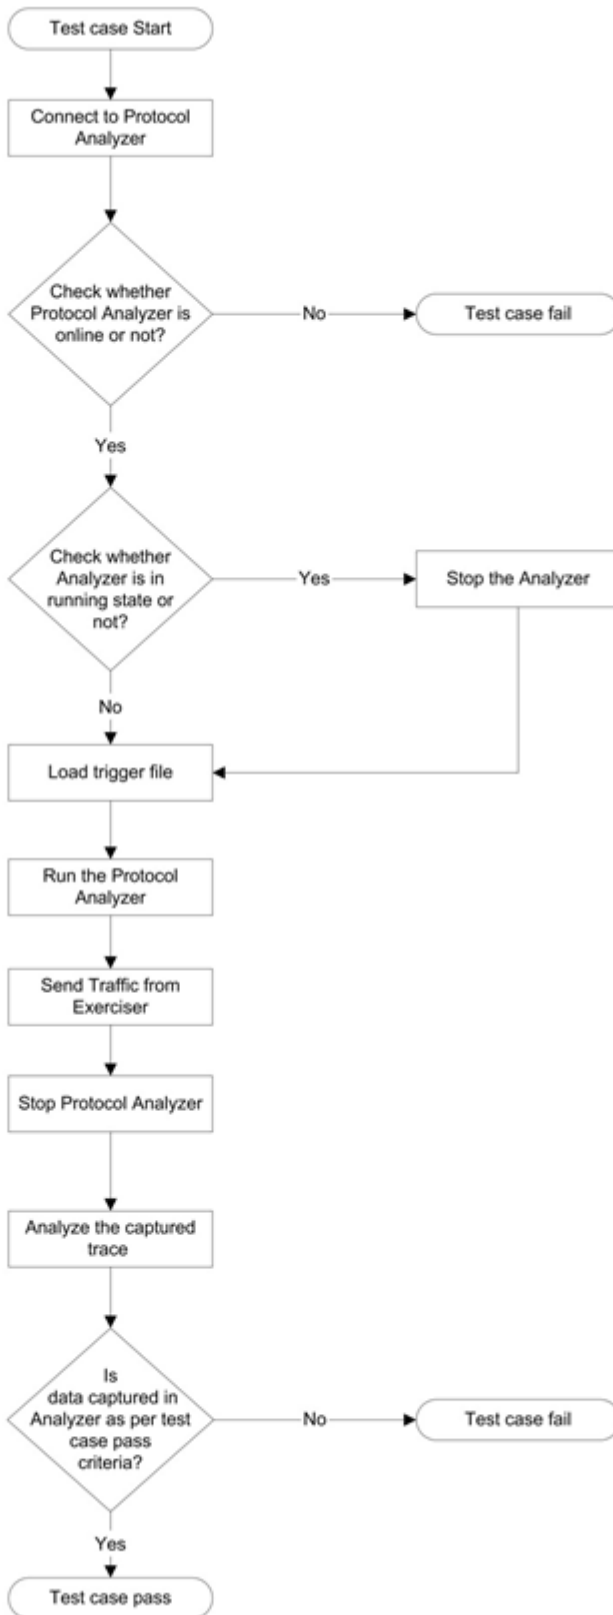 Test case Start
Connect to Protocol
Analyzer
Check whether
Protocol Analyzer is
online or not?
No
Test case fail
Yes
Check whether
Analyzer is in
running state or
not?
Yes
Stop the Analyzer
No
Load trigger file
Run the Protocol
Analyzer
Send Traffic from
Exerciser
Stop Protocol Analyzer
Analyze the captured
trace
Is
data captured in
Analyzer as per test
case pass
criteria?
No
Test case fail
Yes
Test case pass